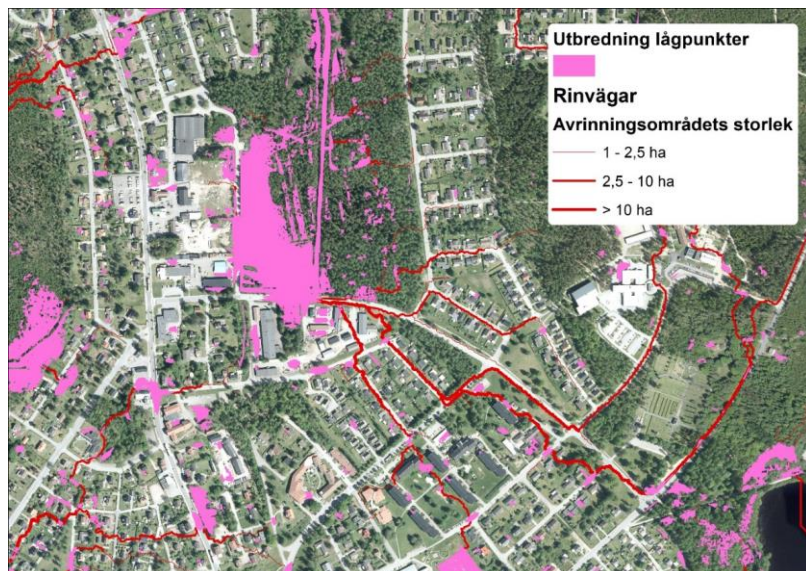 Utbredning lågpunkter
Rinvägar
Avrinningsområdets storlek
1 - 2,5 ha
2,5 - 10 ha
> 10 ha